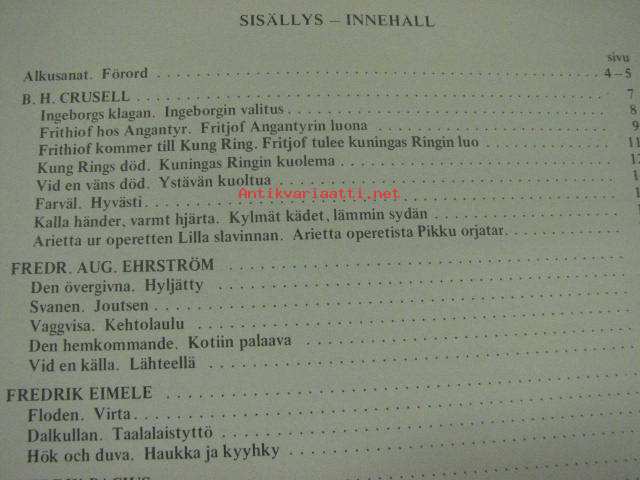 SISÄLLYS – INNEHALL
sivu
Alkusanat. Förord 4–5
B. H. CRUSELL 7
Ingeborgs klagan. Ingeborgin valitus 8
Frithiof hos Angantyr. Fritjof Angantyrin luona 9
Frithiof kommer till Kung Ring. Fritjof tulee kuningas Ringin luo 11
Kung Rings död. Kuningas Ringin kuolema
Vid en väns död. Ystävän kuoltua
Antikvariaatti.net
Farväl. Hyvästi.
Kalla händer, varmt hjärta. Kylmät kädet, lämmin sydän
Arietta ur operetten Lilla slavinnan. Arietta operetista Pikku orjatar.
FREDR. AUG. EHRSTRÖM
Den övergivna. Hyljätty
Svanen. Joutsen
Vaggvisa. Kehtolaulu
Den hemkommande. Kotiin palaava
Vid en källa. Lähteellä
FREDRIK EIMELE
Floden. Virta
Dalkullan. Taalalaistyttö
Hök och duva. Haukka ja kyyhky